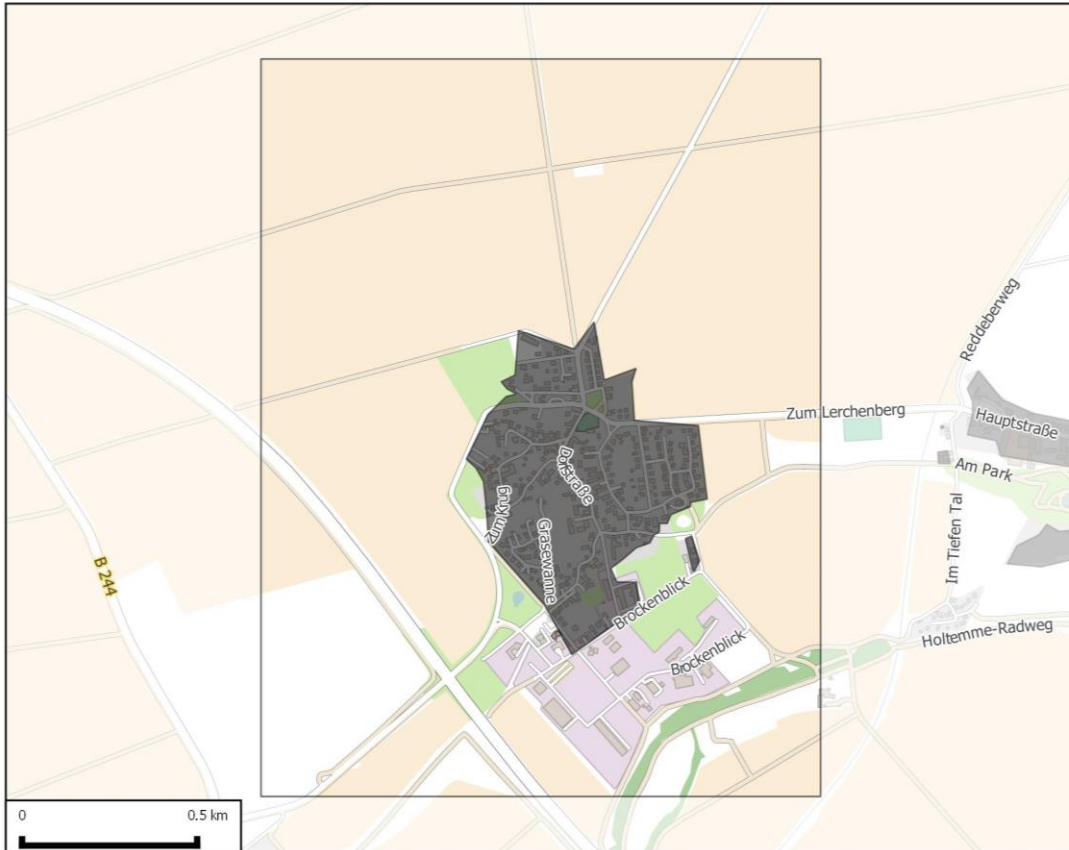 Reddeberweg
Zum Lerchenberg
Hauptstraße
Am Park
Dorfstraße
Zum Krug
Grasewanne
Im Tiefen Tal
B 244
Brockenblick
Holtemme-Radweg
Brockenblick
0 0.5 km